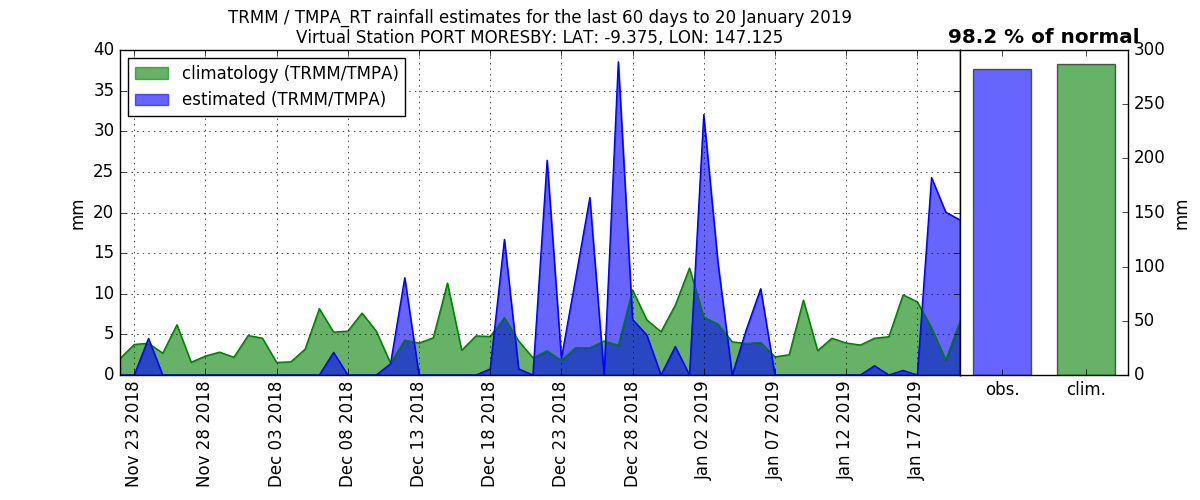 TRMM / TMPA_RT rainfall estimates for the last 60 days to 20 January 2019
Virtual Station PORT MORESBY: LAT: -9.375, LON: 147.125
98.2 % of normal
climatology (TRMM/TMPA)
estimated (TRMM/TMPA)
40
35
30
25
20
15
10
5
0
mm
Nov 23 2018
Nov 28 2018
Dec 03 2018
Dec 08 2018
Dec 13 2018
Dec 18 2018
Dec 23 2018
Dec 28 2018
Jan 02 2019
Jan 07 2019
Jan 12 2019
Jan 17 2019
300
250
200
150
100
50
0
mm
obs.
clim.